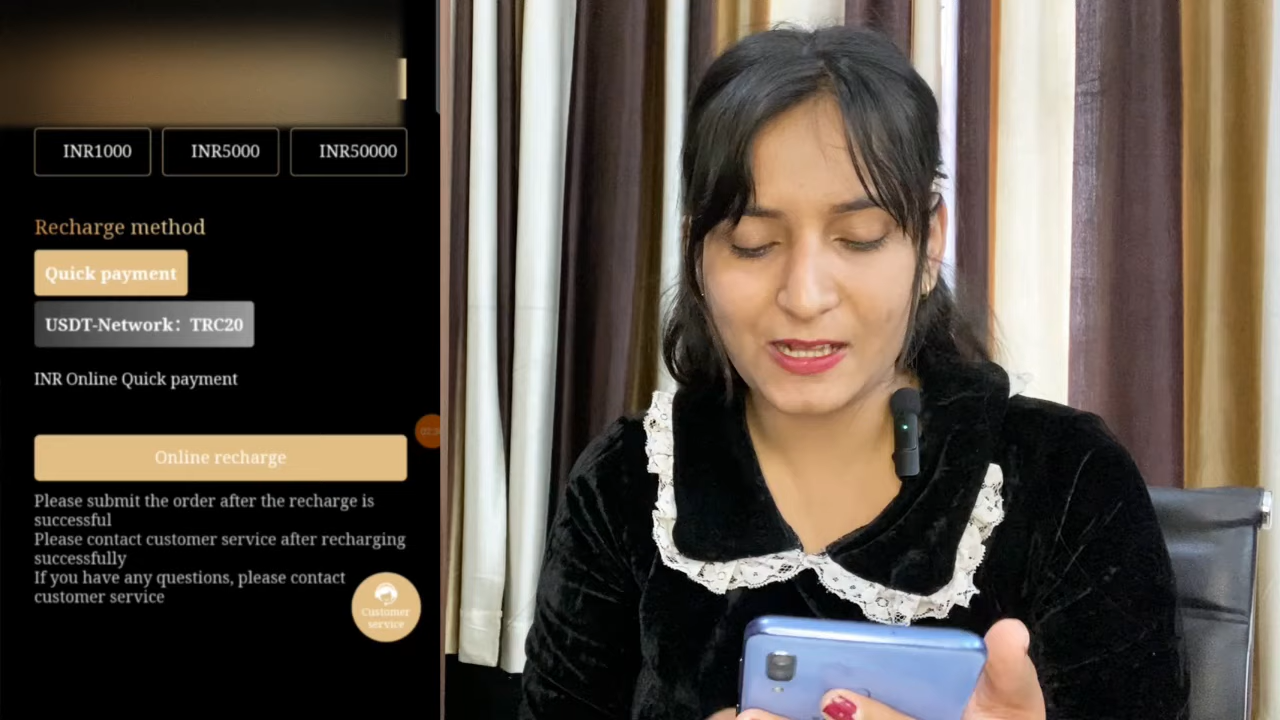 INR1000
INR5000
INR50000
Recharge method
Quick payment
USDT-Network: TRC20
INR Online Quick payment
Online recharge
Please submit the order after the recharge is
successful
Please contact customer service after recharging
successfully
If you have any questions, please contact
customer service
Customer
service